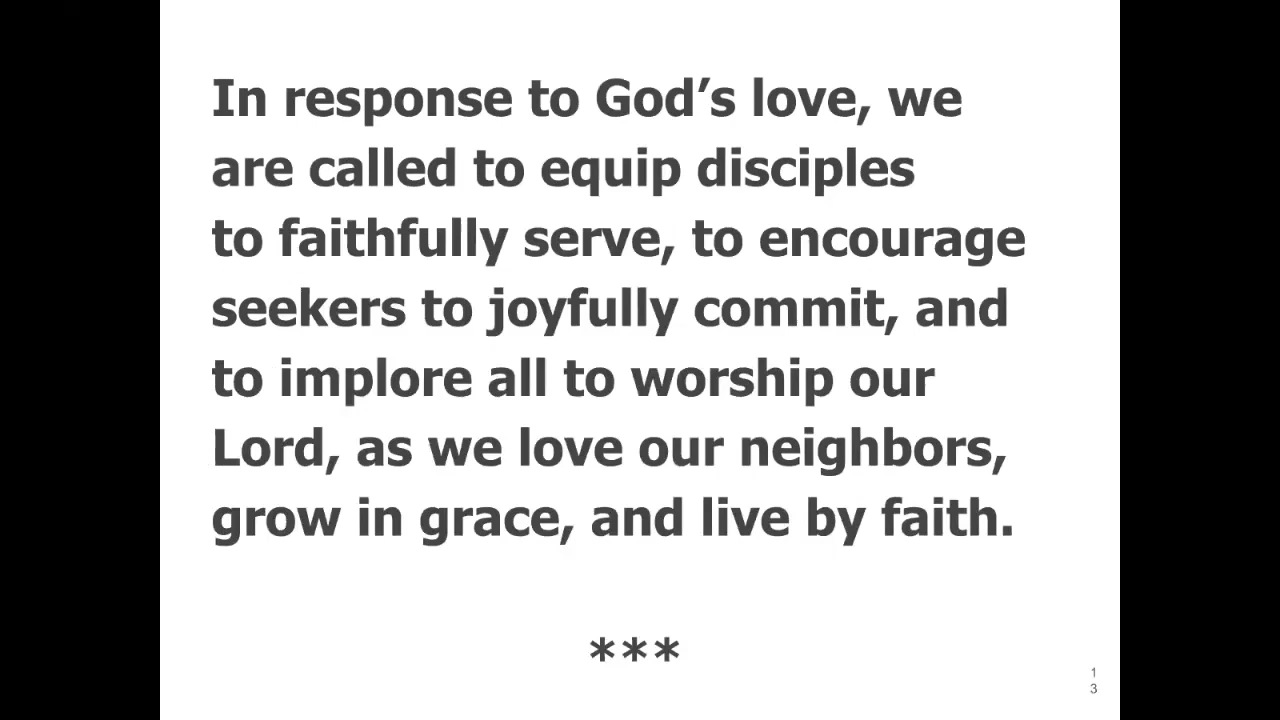 In response to God’s love, we
are called to equip disciples
to faithfully serve, to encourage
seekers to joyfully commit, and
to implore all to worship our
Lord, as we love our neighbors,
grow in grace, and live by faith.
***
1
3